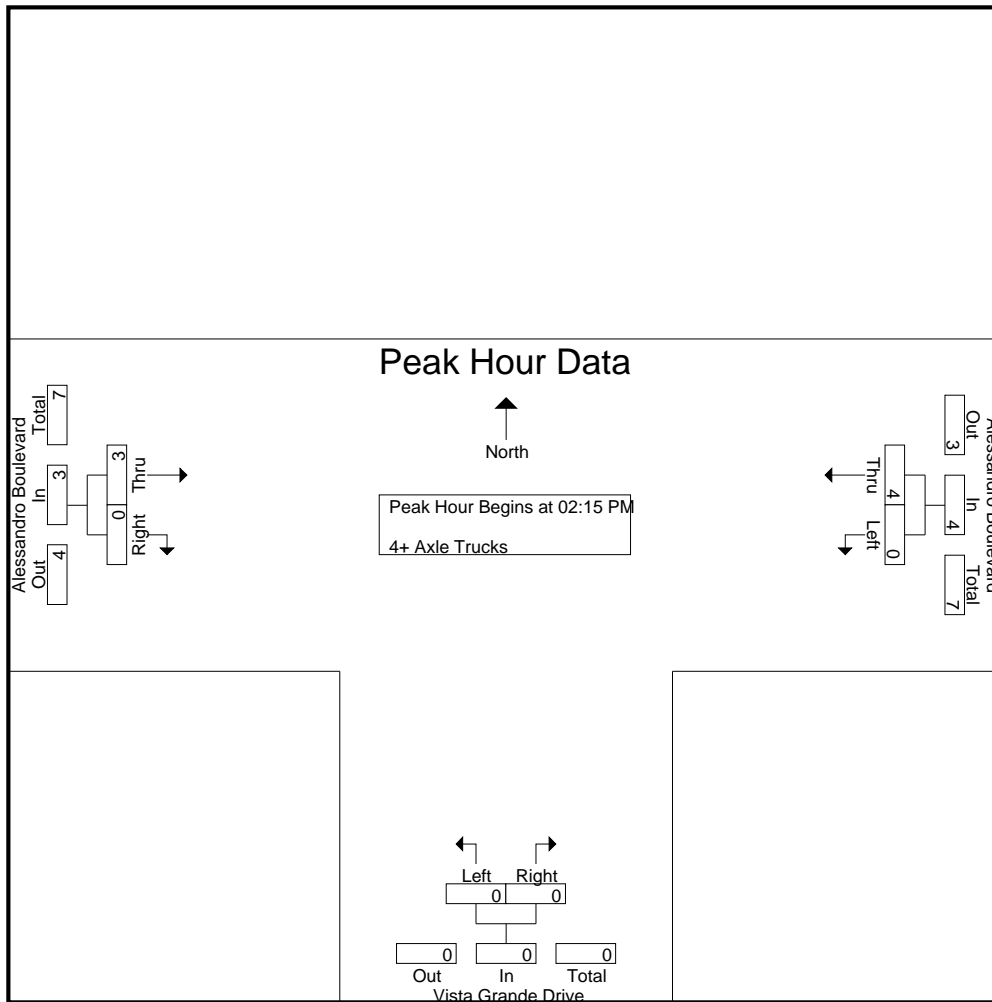 Peak Hour Data
North
Peak Hour Begins at 02:15 PM
4+ Axle Trucks
Alessandro Boulevard
Out
In
Total
4
3
7
Right
Thru
0
3
Alessandro Boulevard
Out
In
Total
3
4
7
Thru
Left
4
0
Left
Right
0
0
0
0
0
Out
In
Total
Vista Grande Drive